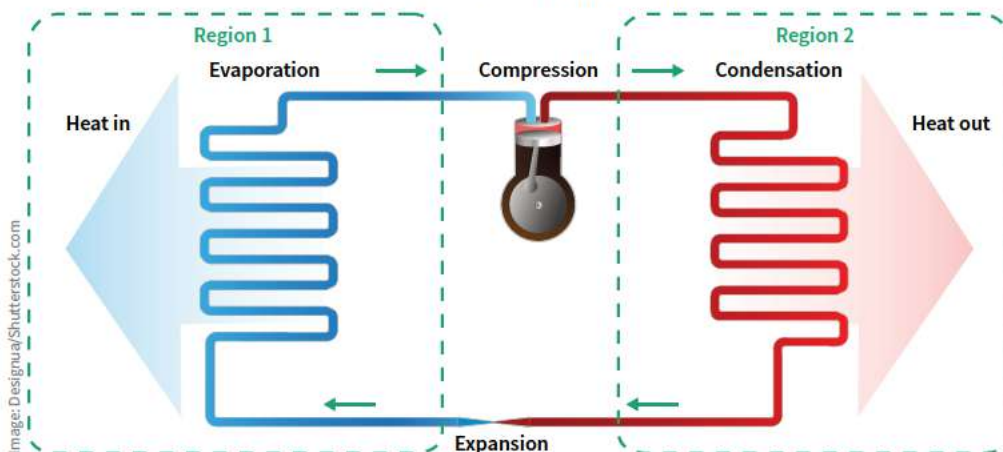 Region 1
Region 2
Evaporation
Compression
Condensation
Heat in
Heat out
Expansion
Image: Designua/Shutterstock.com